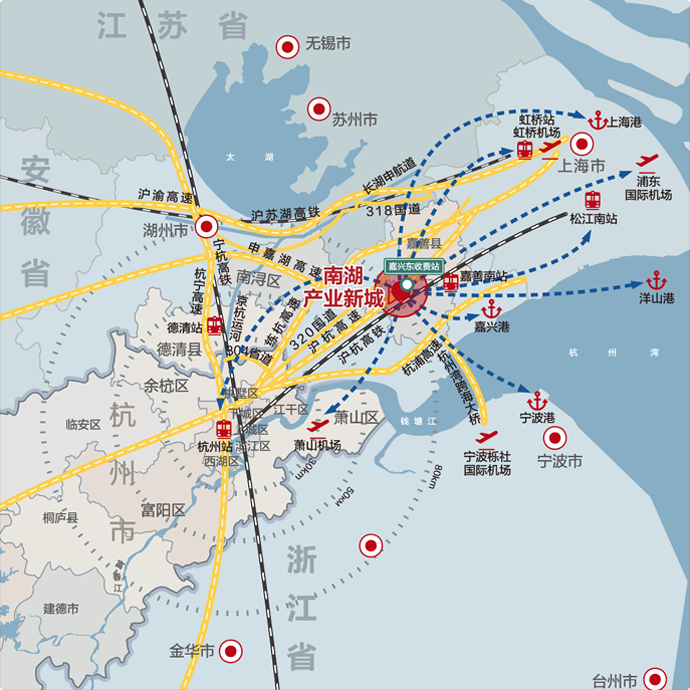 江苏省
无锡市
苏州市
太湖
安徽省
虹桥站
虹桥机场
上海港
上海市
浦东
国际机场
松江南站
长湖申航道
沪渝高速
沪苏湖高铁
318国道
湖州市
嘉善县
申嘉湖高速
宁杭高铁
南浔区
嘉兴东收费站
南湖
产业新城
嘉善南站
洋山港
杭宁高速
京杭运河
练杭高速
320国道
沪杭高速
沪杭高铁
嘉兴港
德清站
德清县
304省道
杭州湾
杭浦高速
杭州湾跨海大桥
余杭区
拱墅区
下城区
江干区
上城区
萧山区
钱塘江
宁波港
临安区
杭州市
杭州站
滨江区
西湖区
萧山机场
宁波栎社
国际机场
宁波市
30km
50km
80km
富阳区
桐庐县
富春江
浙江省
建德市
金华市
台州市